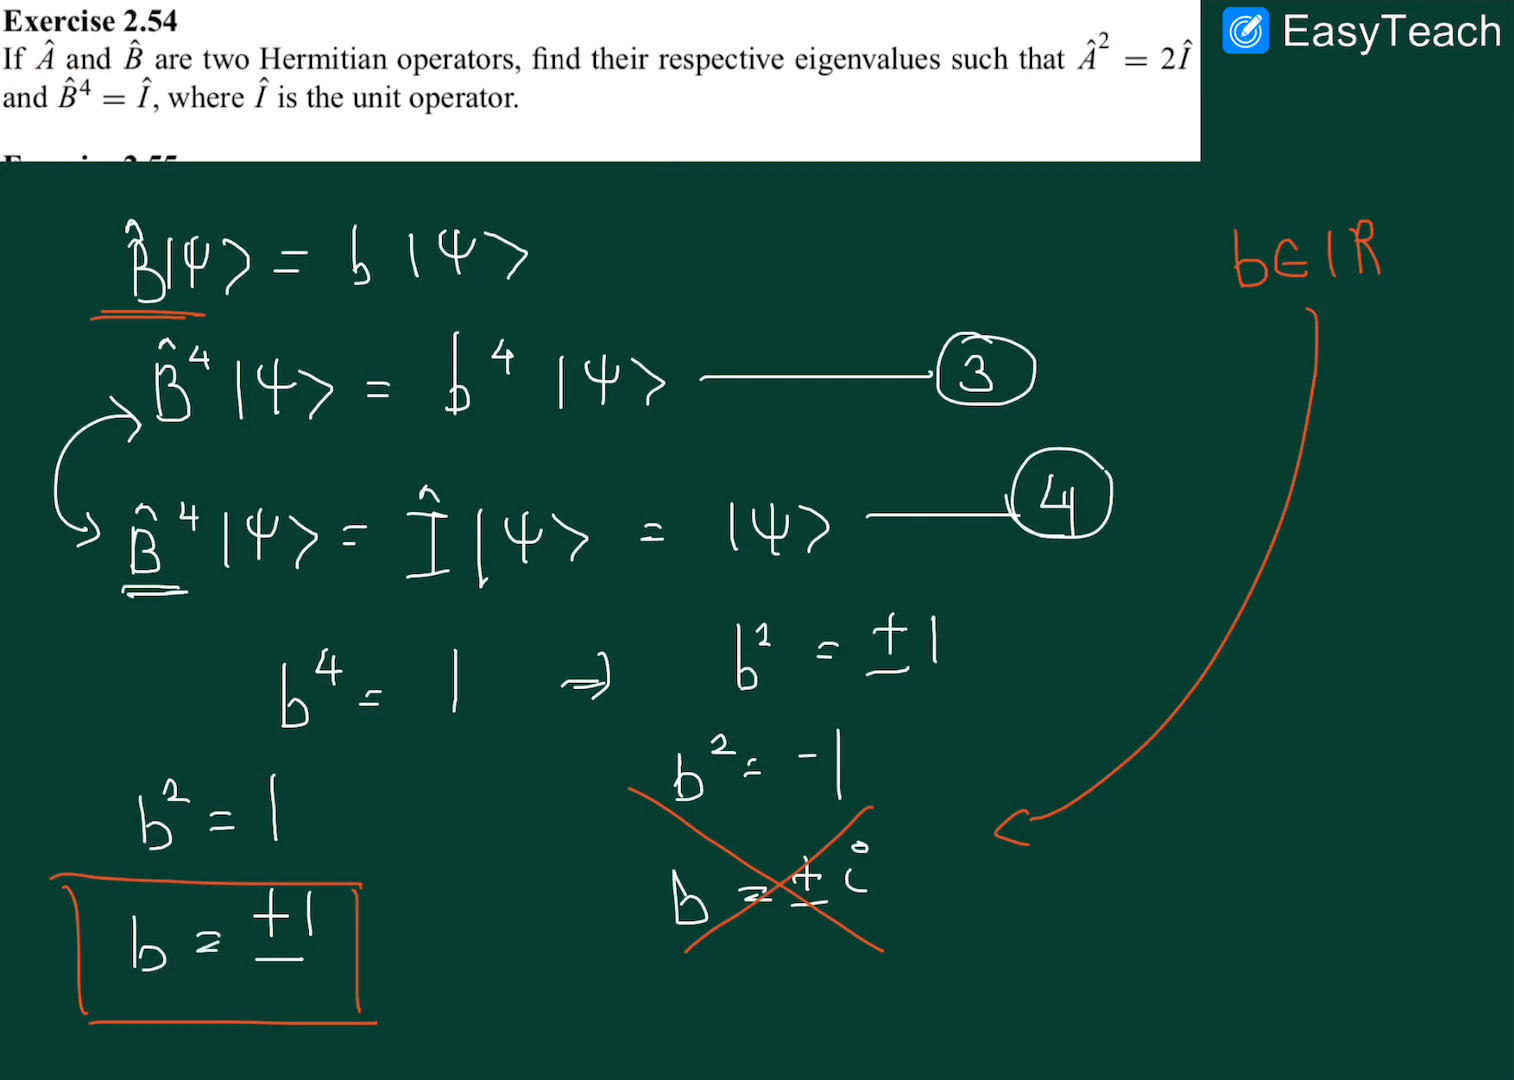 Exercise 2.54
EasyTeach
If Â and B̂ are two Hermitian operators, find their respective eigenvalues such that Â² = 2Î
and B̂⁴ = Î, where Î is the unit operator.
B̂|Ψ> = b|Ψ>
b∈ℝ
B̂⁴|Ψ> = b⁴|Ψ> ——— 3
B̂⁴|Ψ> = Î|Ψ> = |Ψ> ——— 4
b⁴ = 1 ⇒ b² = ±1
b² = 1
b² = -1
b = ±1
b = ±i